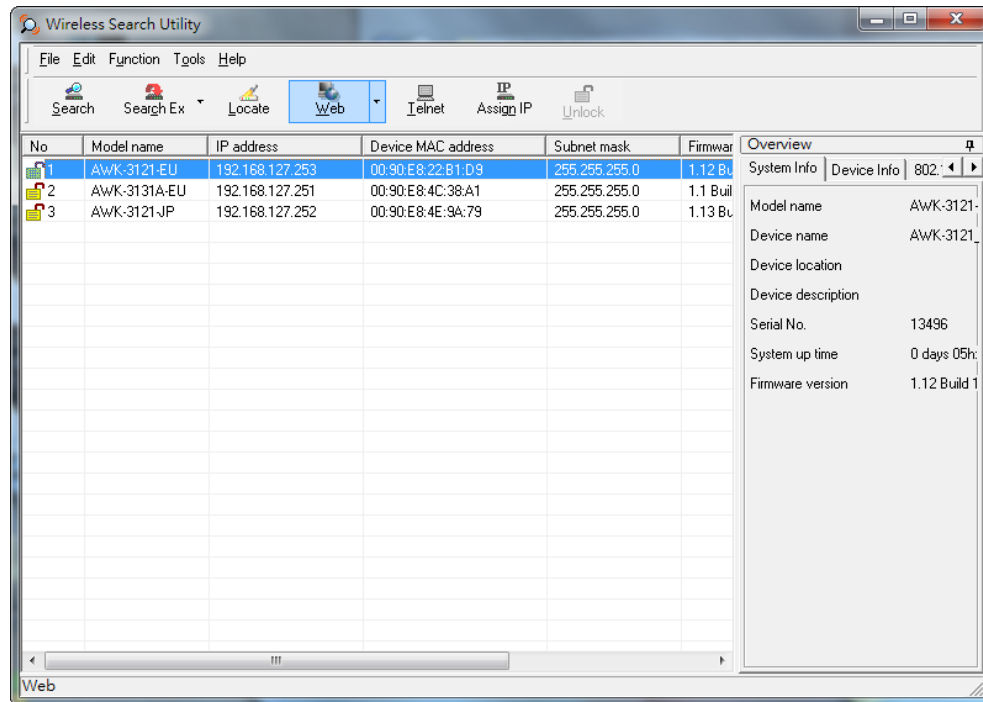 Wireless Search Utility
File Edit Function Tools Help
Search Search Ex Locate Web Telnet IP Assign IP Unlock
No Model name IP address Device MAC address Subnet mask Firmwar
1 AWK-3121-EU 192.168.127.253 00:90:E8:22:B1:D9 255.255.255.0 1.12 Bu
2 AWK-3131A-EU 192.168.127.251 00:90:E8:4C:38:A1 255.255.255.0 1.1 Buil
3 AWK-3121-JP 192.168.127.252 00:90:E8:4E:9A:79 255.255.255.0 1.13 Bu
Overview
System Info Device Info 802.
Model name AWK-3121-
Device name AWK-3121_
Device location
Device description
Serial No. 13496
System up time 0 days 05h:
Firmware version 1.12 Build 1
Web